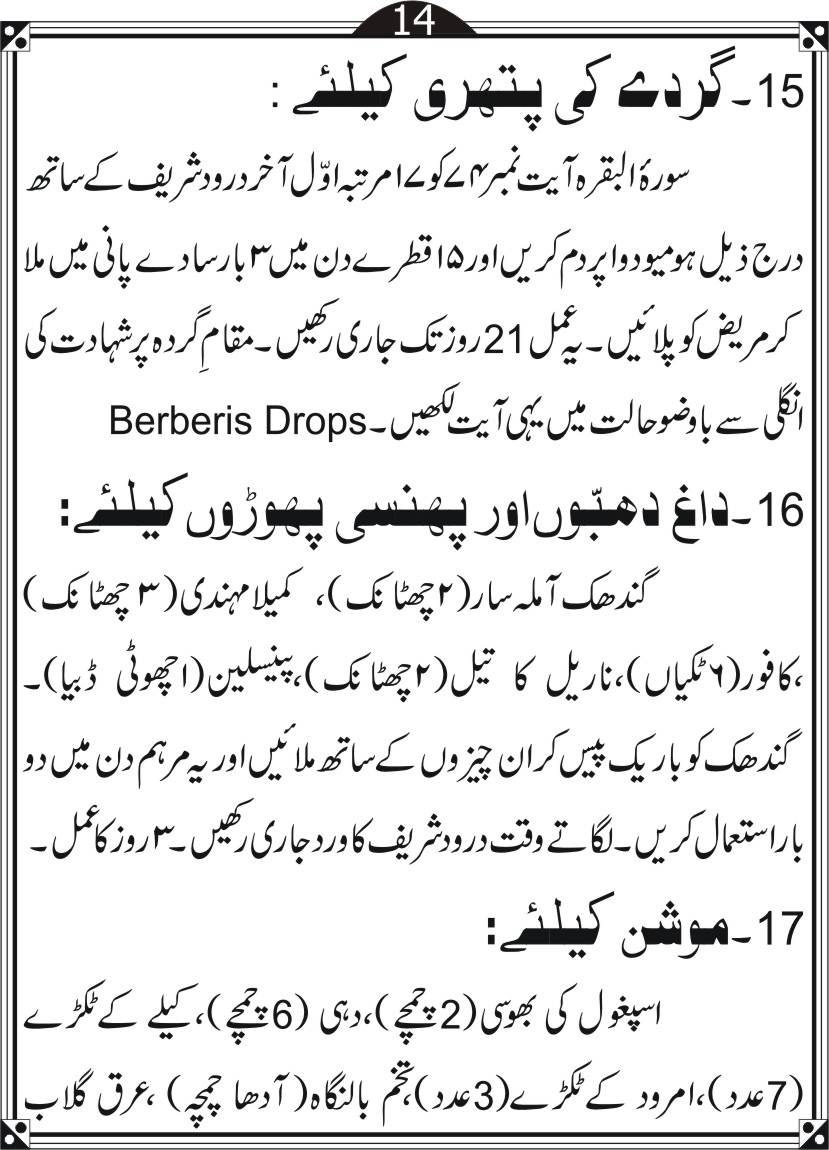 14
15۔گردے کی پتھری کیلئے :
سورۂ البقرہ آیت نمبر ۷۴ کو ۱۷ مرتبہ اوّل آخر درود شریف کے ساتھ
درج ذیل ہومیو دوا پر دم کریں اور ۱۵ قطرے دن میں ۳ بار سادے پانی میں ملا
کر مریض کو پلائیں۔ یہ عمل 21 روز تک جاری رکھیں۔ مقامِ گردہ پر شہادت کی
انگلی سے باوضو حالت میں یہی آیت لکھیں۔ Berberis Drops
16۔داغ دھبّوں اور پھنسی پھوڑوں کیلئے:
گندھک آملہ سار (۲ چھٹانک)، کمیلا مہندی (۳ چھٹانک)
،کافور (۶ ٹکیاں)، ناریل کا تیل (۲ چھٹانک)، پینسلین (۱ چھوٹی ڈبیا)۔
گندھک کو باریک پیس کر ان چیزوں کے ساتھ ملائیں اور یہ مرہم دن میں دو
بار استعمال کریں۔ لگاتے وقت درود شریف کا ورد جاری رکھیں۔ ۳ روز کا عمل۔
17۔موشن کیلئے:
اسپغول کی بھوسی (2 چمچے)، دہی (6 چمچے)، کیلے کے ٹکڑے
(7 عدد)، امرود کے ٹکڑے (3 عدد)، تخم بالنگاہ (آدھا چمچہ) ،عرق گلاب